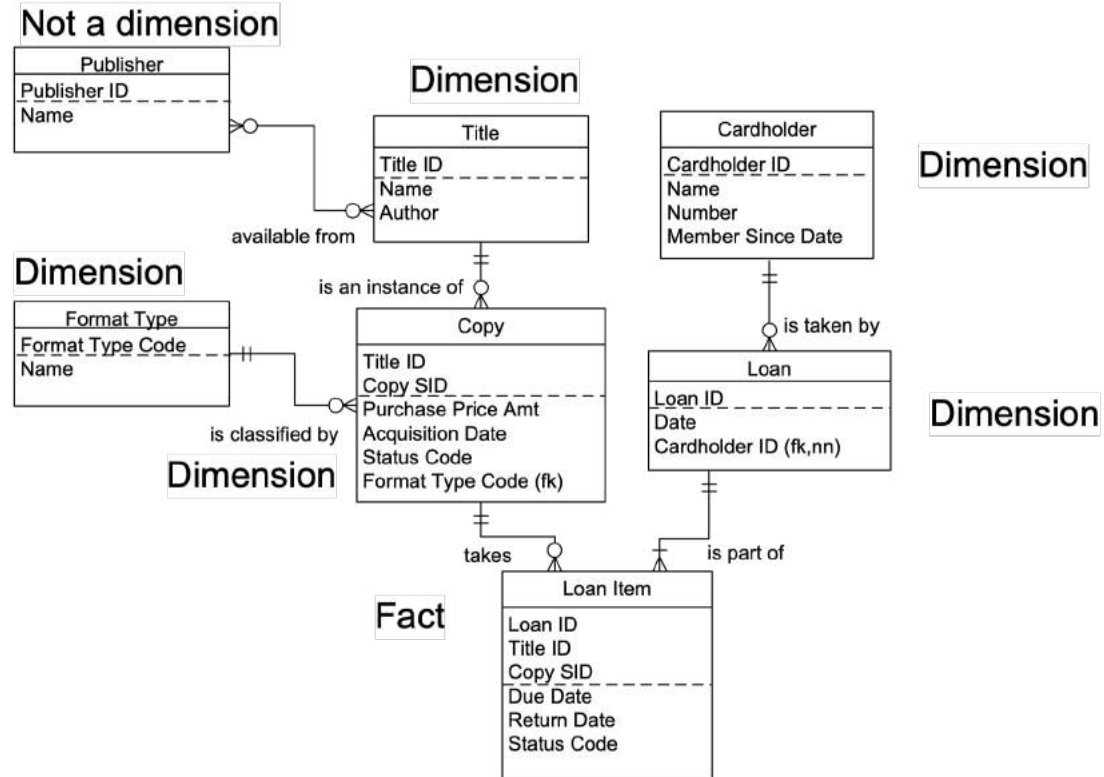 Not a dimension
Publisher
Publisher ID
Name
Dimension
Title
Title ID
Name
Author
available from
Cardholder
Cardholder ID
Name
Number
Member Since Date
Dimension
Dimension
Format Type
Format Type Code
Name
is an instance of
is classified by
Dimension
Copy
Title ID
Copy SID
Purchase Price Amt
Acquisition Date
Status Code
Format Type Code (fk)
is taken by
Loan
Loan ID
Date
Cardholder ID (fk,nn)
Dimension
takes
is part of
Fact
Loan Item
Loan ID
Title ID
Copy SID
Due Date
Return Date
Status Code